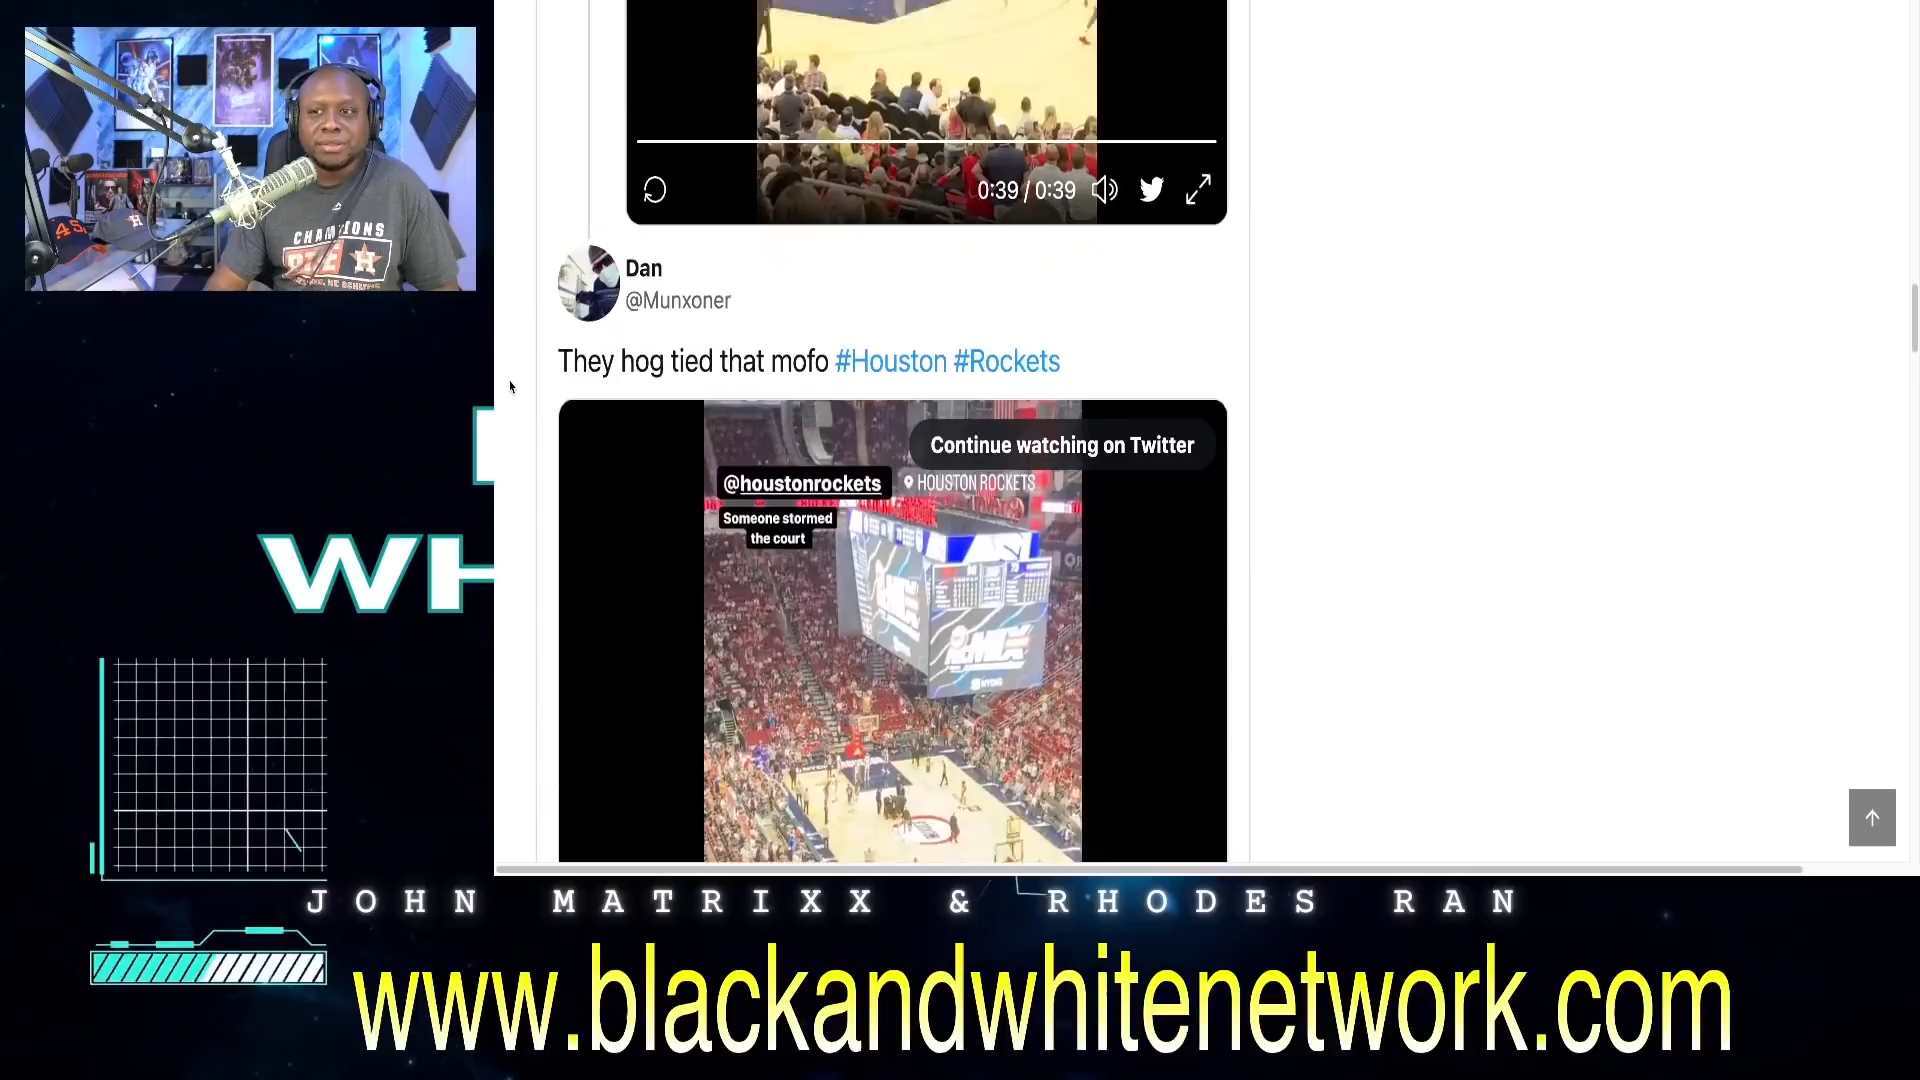 CHAMPIONS
H
0:39 / 0:39
Dan
@Munxoner
They hog tied that mofo #Houston #Rockets
Continue watching on Twitter
@houstonrockets
HOUSTON ROCKETS
Someone stormed
the court
WH
JOHN MATRIXX & RHODES RAN
www.blackandwhitenetwork.com